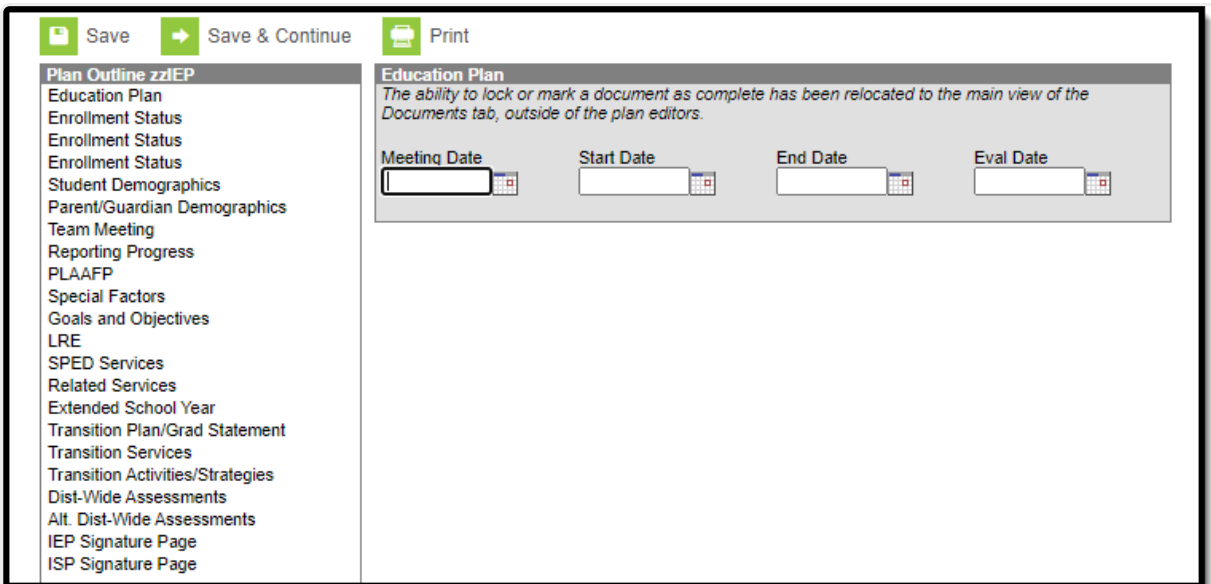 Save Save & Continue Print
Plan Outline zzIEP
Education Plan
Enrollment Status
Enrollment Status
Enrollment Status
Student Demographics
Parent/Guardian Demographics
Team Meeting
Reporting Progress
PLAAFP
Special Factors
Goals and Objectives
LRE
SPED Services
Related Services
Extended School Year
Transition Plan/Grad Statement
Transition Services
Transition Activities/Strategies
Dist-Wide Assessments
Alt. Dist-Wide Assessments
IEP Signature Page
ISP Signature Page
Education Plan
The ability to lock or mark a document as complete has been relocated to the main view of the
Documents tab, outside of the plan editors.
Meeting Date Start Date End Date Eval Date